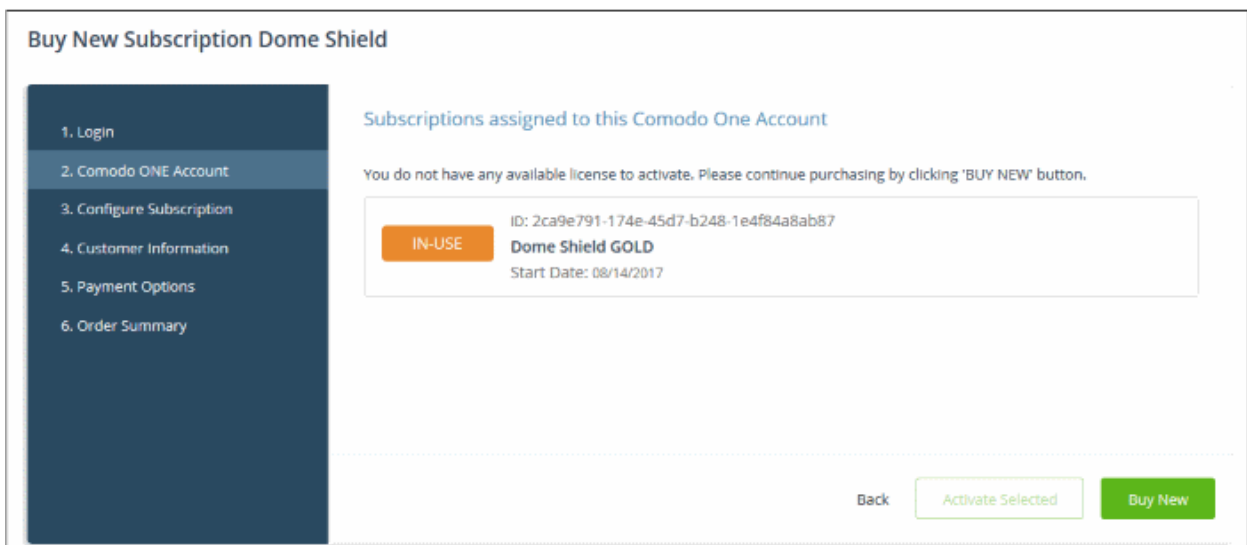 Buy New Subscription Dome Shield
1. Login
2. Comodo ONE Account
3. Configure Subscription
4. Customer Information
5. Payment Options
6. Order Summary
Subscriptions assigned to this Comodo One Account
You do not have any available license to activate. Please continue purchasing by clicking 'BUY NEW' button.
IN-USE
ID: 2ca9e791-174e-45d7-b248-1e4f84a8ab87
Dome Shield GOLD
Start Date: 08/14/2017
Back
Activate Selected
Buy New